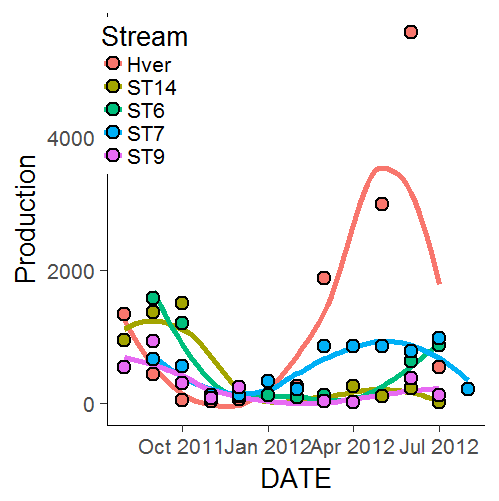 Stream
Hver
ST14
ST6
ST7
ST9
4000
2000
0
Production
Oct 2011 Jan 2012 Apr 2012 Jul 2012
DATE